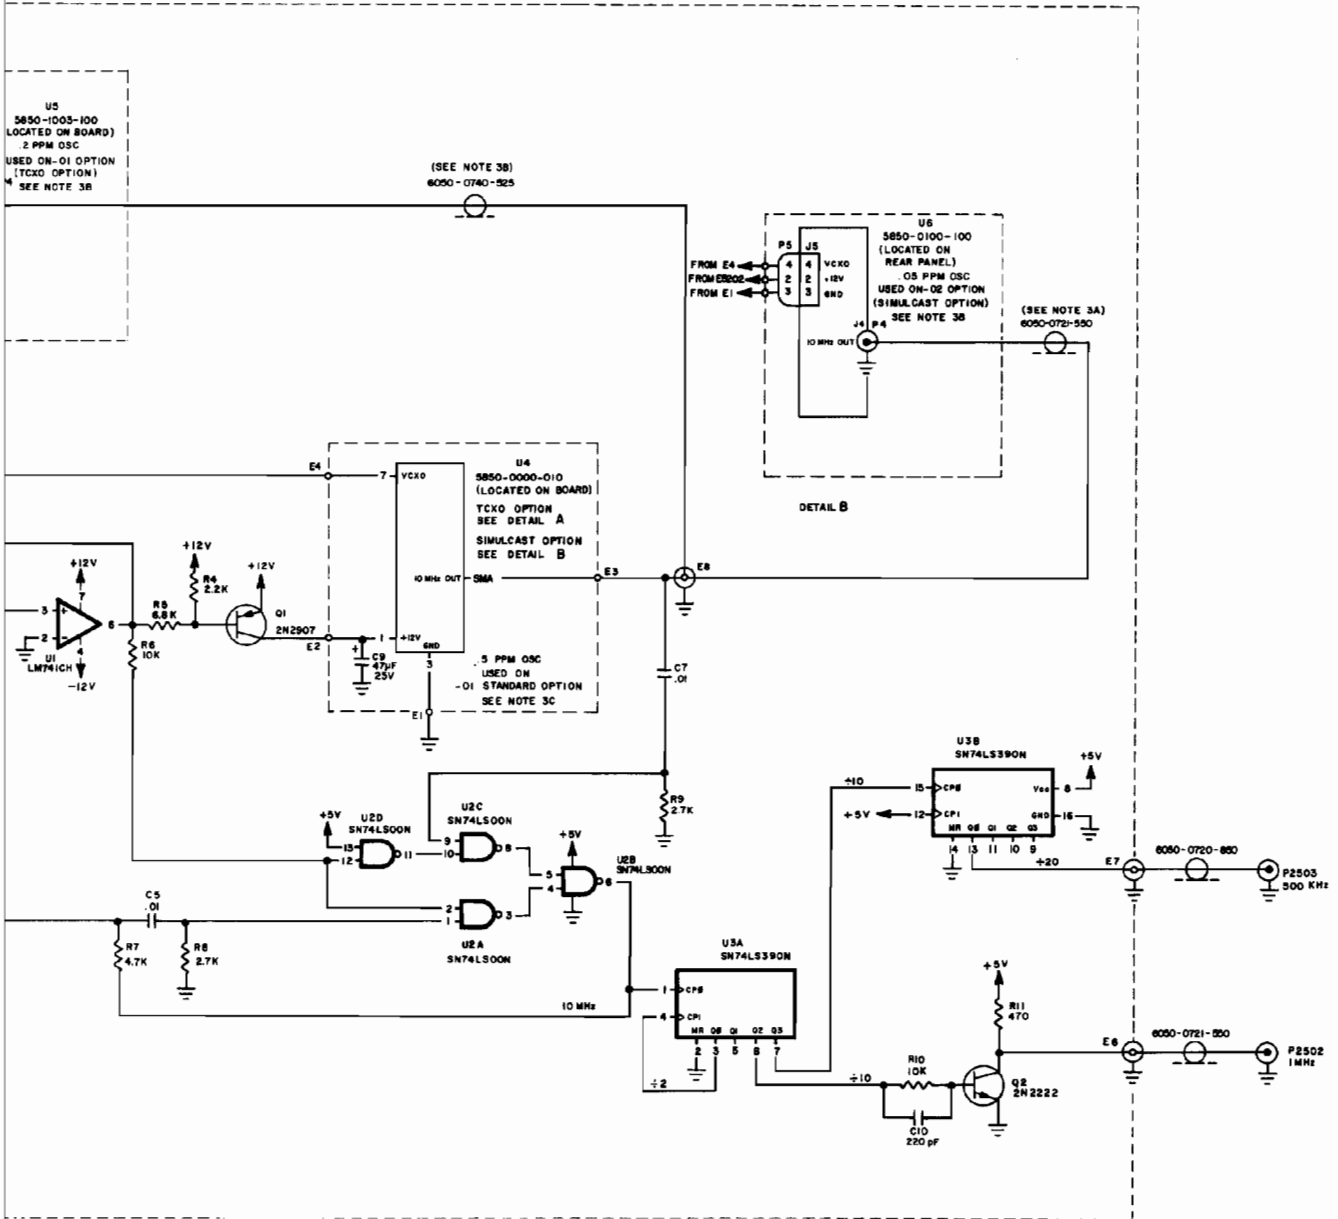 U5
5850-1003-100
LOCATED ON BOARD)
.2 PPM OSC
USED ON-01 OPTION
(TCXO OPTION)
SEE NOTE 3B
(SEE NOTE 3B)
6050-0740-525
U6
5850-0100-100
(LOCATED ON
REAR PANEL)
.05 PPM OSC
USED ON-02 OPTION
(SIMULCAST OPTION)
SEE NOTE 3B
P5 J5
FROM E4 4 4 VCXO
FROM E8202 2 2 +12V
FROM E1 3 3 GND
J4 P4
10 MHz OUT
(SEE NOTE 3A)
6050-0721-550
DETAIL B
U4
5850-0000-010
(LOCATED ON BOARD)
TCXO OPTION
SEE DETAIL A
SIMULCAST OPTION
SEE DETAIL B
E4
7 VCXO
10 MHz OUT SMA
E3
E8
1 +12V
GND
3
E2
C9
47µF
25V
+
.5 PPM OSC
USED ON
-01 STANDARD OPTION
SEE NOTE 3C
E1
+12V
+12V
+12V
R4
2.2K
R5
6.8K
Q1
2N2907
3 +
2 -
7
6
4
U1
LM741CH
-12V
R6
10K
C7
.01
R9
2.7K
+5V
U2D
SN74LS00N
13
12
11
U2C
SN74LS00N
9
10
8
+5V
U2B
SN74LS00N
5
4
6
2
1
3
U2A
SN74LS00N
C5
.01
R7
4.7K
R8
2.7K
10 MHz
U3A
SN74LS390N
1 CP0
4 CP1
MR Q0 Q1 Q2 Q3
2 3 5 6 7
÷2
÷10
÷10
U3B
SN74LS390N
+5V
15 CP0
Vcc 8
+5V 12 CP1
GND 16
MR Q0 Q1 Q2 Q3
14 13 11 10 9
÷20
E7
6050-0720-850
P2503
500 KHz
+5V
R11
470
R10
10K
C10
220 pF
Q2
2N2222
E6
6050-0721-550
P2502
1MHz